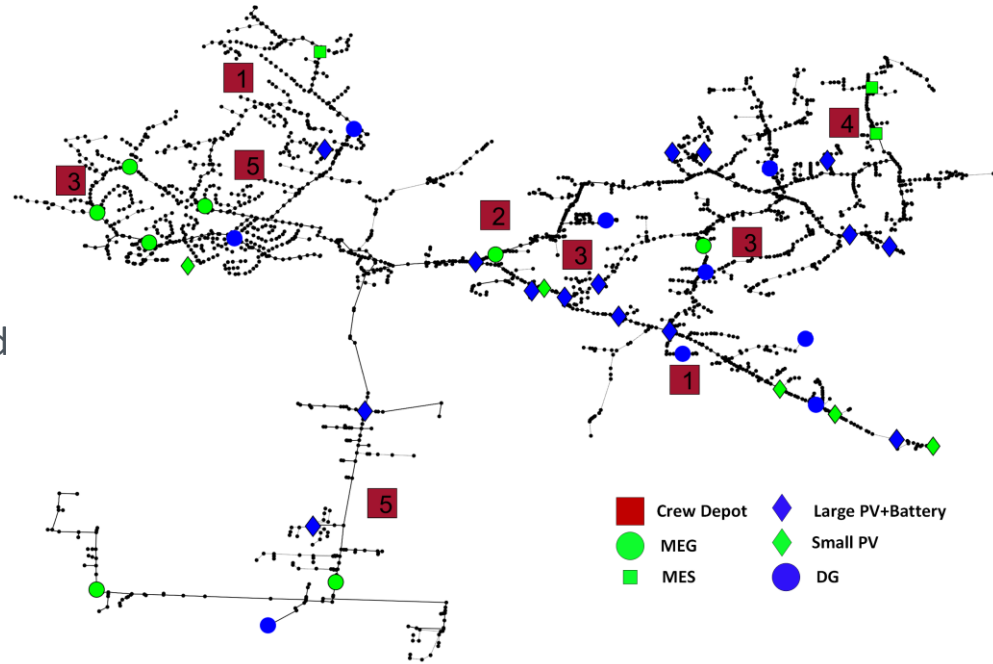 1
4
5
3
2
3
3
d
1
5
Crew Depot
Large PV+Battery
MEG
Small PV
MES
DG